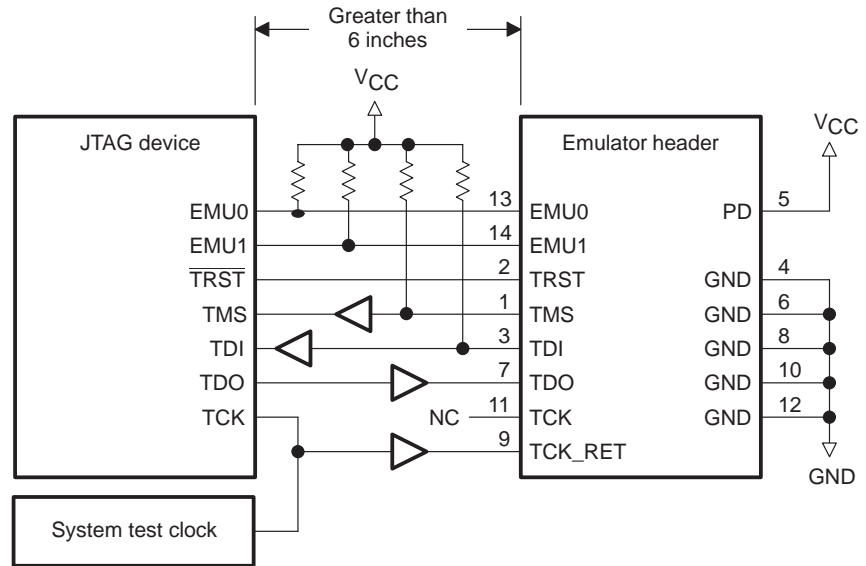 Greater than
6 inches
VCC
JTAG device
Emulator header
VCC
EMU0 13 EMU0 PD 5
EMU1 14 EMU1
TRST 2 TRST GND 4
TMS 1 TMS GND 6
TDI 3 TDI GND 8
TDO 7 TDO GND 10
TCK NC 11 TCK GND 12
9 TCK_RET
GND
System test clock